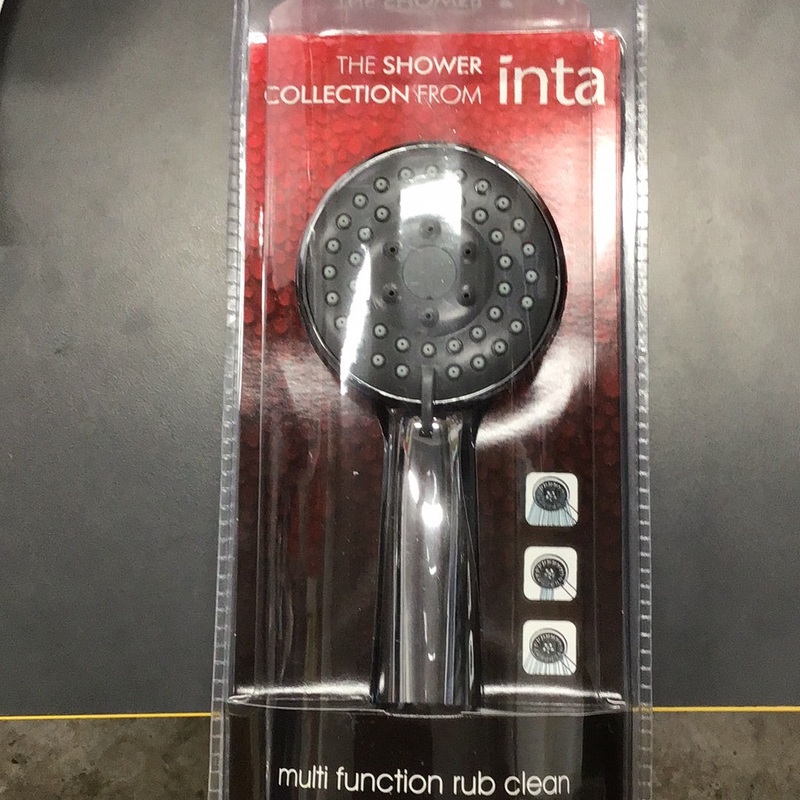 THE SHOWER
COLLECTION FROM inta
multi function rub clean